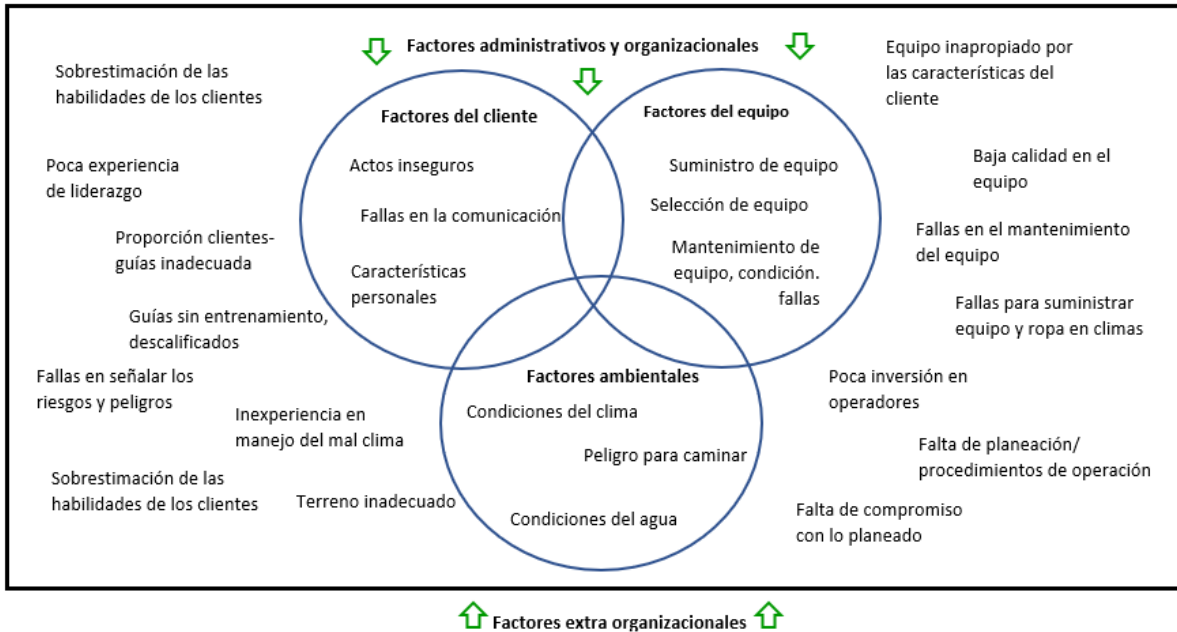 Factores administrativos y organizacionales
Sobrestimación de las
habilidades de los clientes
Poca experiencia
de liderazgo
Proporción clientes-
guías inadecuada
Guías sin entrenamiento,
descalificados
Fallas en señalar los
riesgos y peligros
Inexperiencia en
manejo del mal clima
Sobrestimación de las
habilidades de los clientes
Terreno inadecuado
Factores del cliente
Actos inseguros
Fallas en la comunicación
Características
personales
Factores del equipo
Suministro de equipo
Selección de equipo
Mantenimiento de
equipo, condición.
fallas
Factores ambientales
Condiciones del clima
Peligro para caminar
Condiciones del agua
Equipo inapropiado por
las características del
cliente
Baja calidad en el
equipo
Fallas en el mantenimiento
del equipo
Fallas para suministrar
equipo y ropa en climas
Poca inversión en
operadores
Falta de planeación/
procedimientos de operación
Falta de compromiso
con lo planeado
Factores extra organizacionales